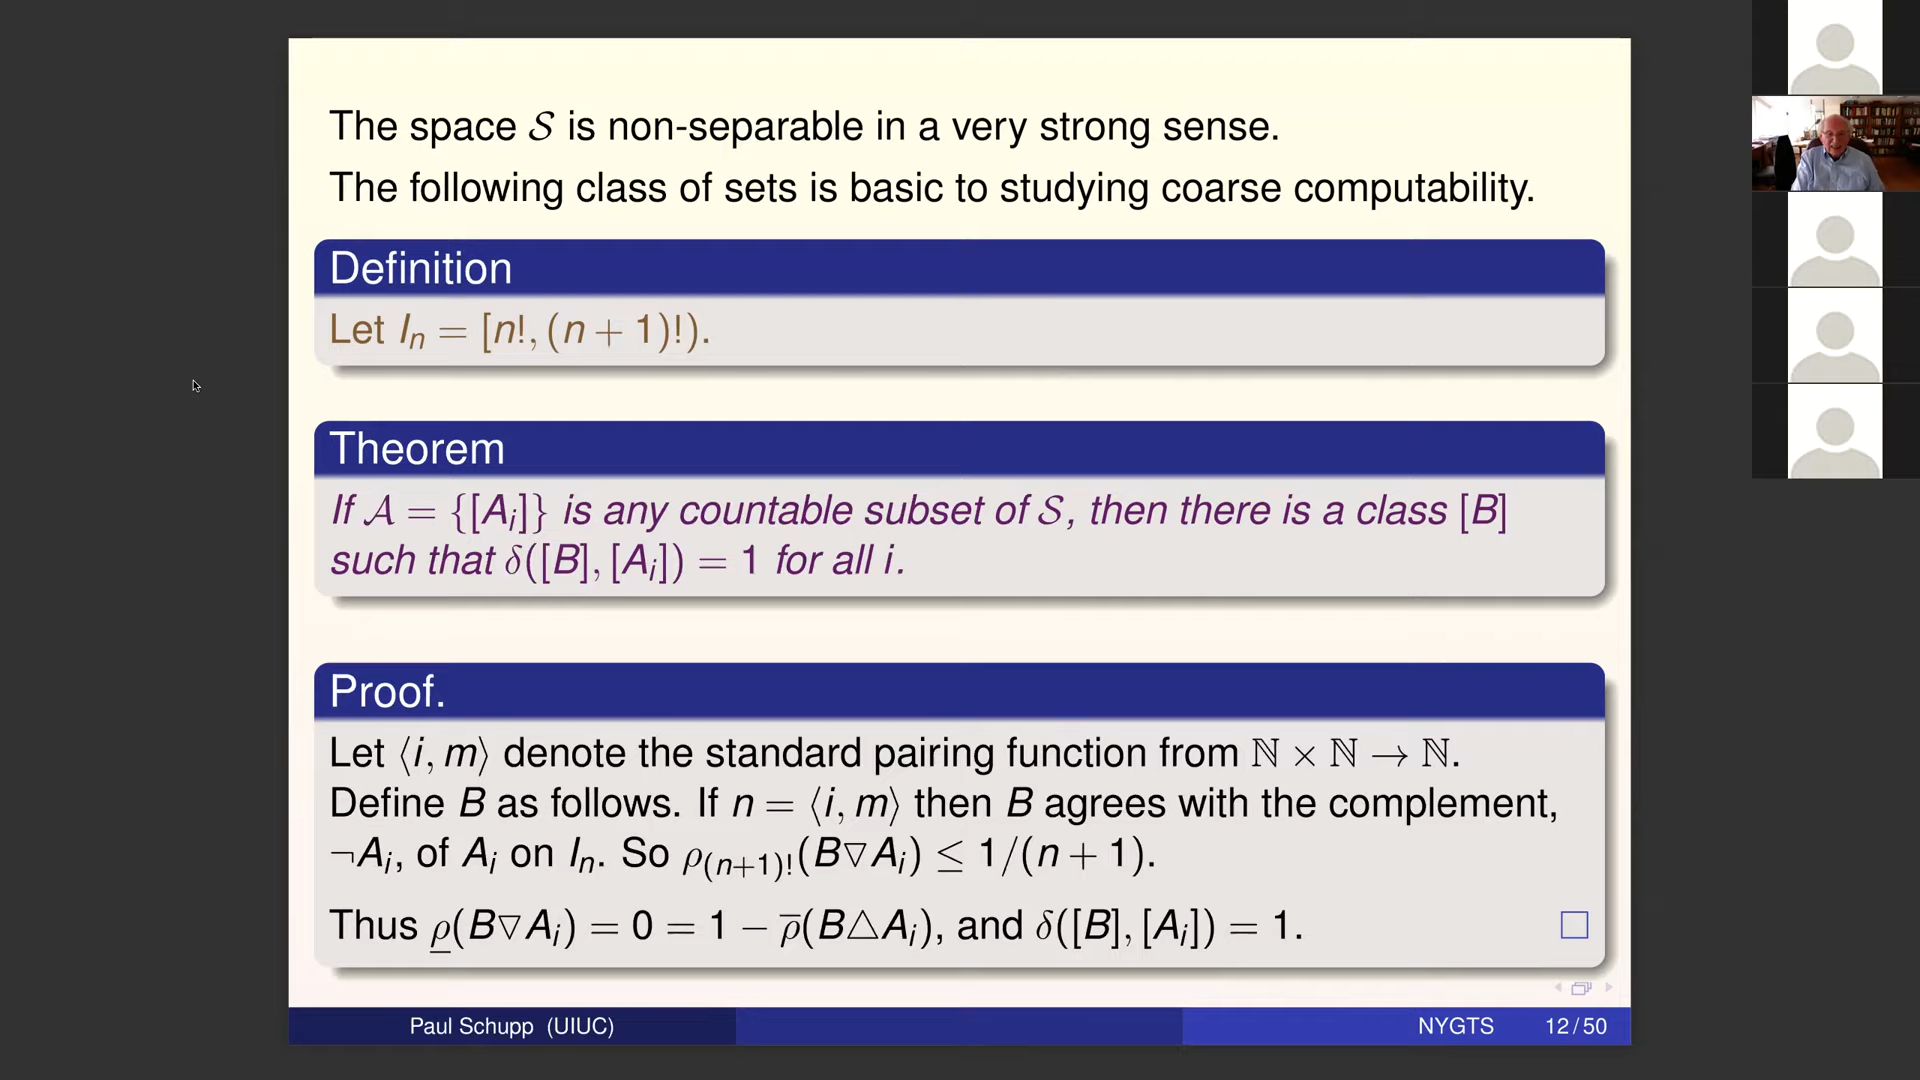 The space 𝒮 is non-separable in a very strong sense.
The following class of sets is basic to studying coarse computability.
Definition
Let Iₙ = [n!, (n + 1)!).
Theorem
If 𝒜 = {[Aᵢ]} is any countable subset of 𝒮, then there is a class [B]
such that δ([B], [Aᵢ]) = 1 for all i.
Proof.
Let ⟨i, m⟩ denote the standard pairing function from ℕ × ℕ → ℕ.
Define B as follows. If n = ⟨i, m⟩ then B agrees with the complement,
¬Aᵢ, of Aᵢ on Iₙ. So ρ₍ₙ₊₁₎!(B▽Aᵢ) ≤ 1/(n + 1).
Thus ρ̲(B▽Aᵢ) = 0 = 1 − ρ̅(B△Aᵢ), and δ([B], [Aᵢ]) = 1. □
Paul Schupp (UIUC) NYGTS 12 / 50